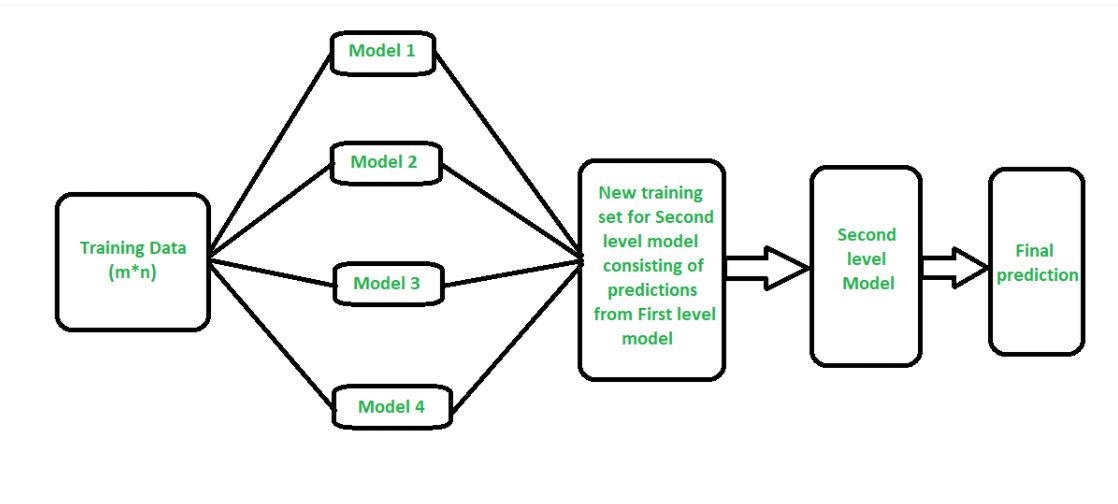 Model 1
Model 2
Training Data
(m*n)
Model 3
Model 4
New training
set for Second
level model
consisting of
predictions
from First level
model
Second
level
Model
Final
prediction